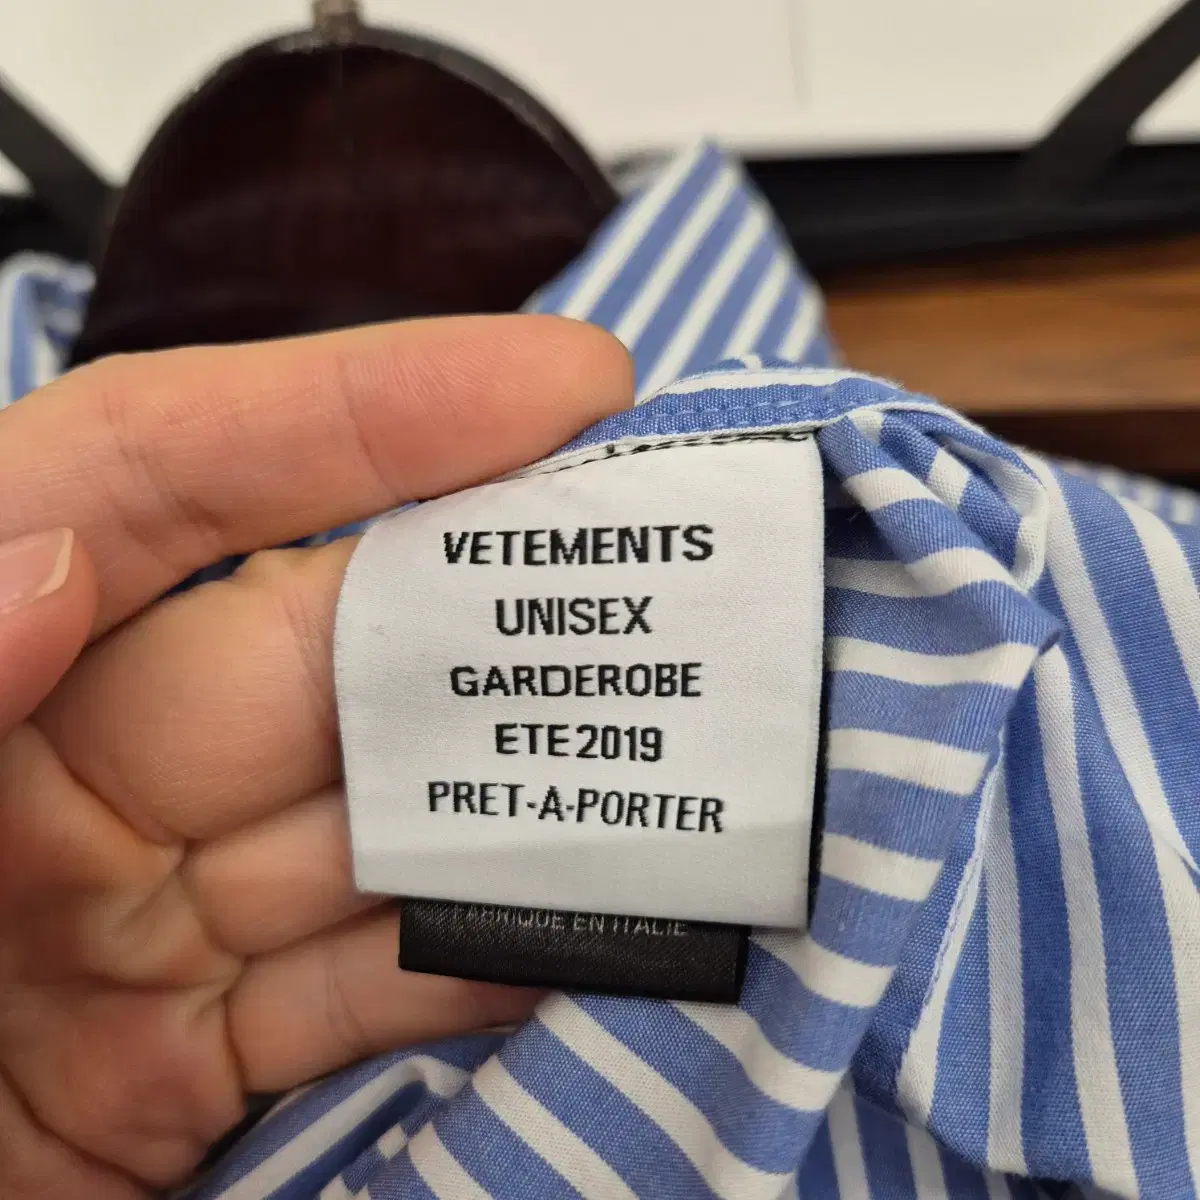 VETEMENTS
UNISEX
GARDEROBE
ETE 2019
PRET-A-PORTER
FABRIQUE EN ITALIE